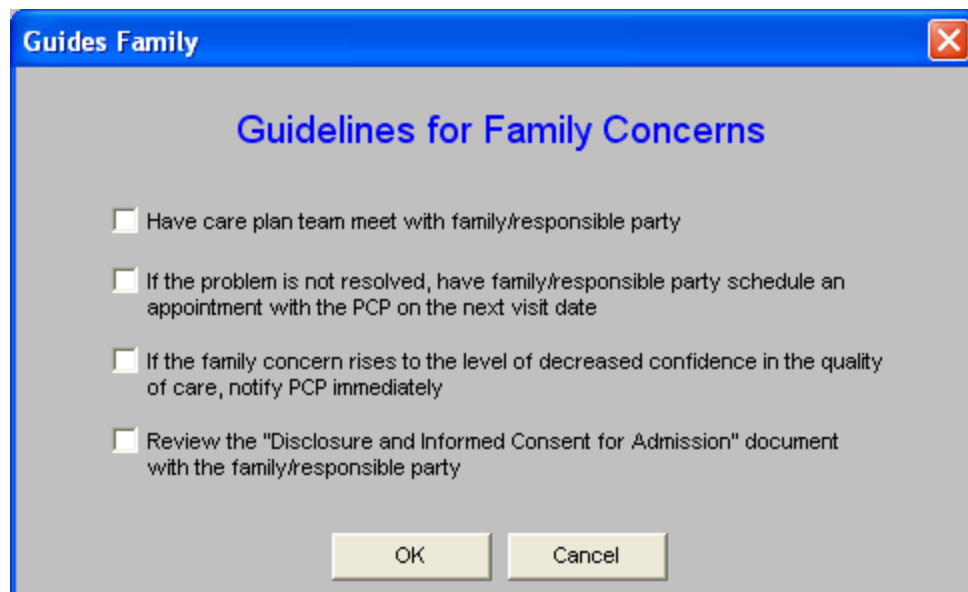 Guides Family
Guidelines for Family Concerns
Have care plan team meet with family/responsible party
If the problem is not resolved, have family/responsible party schedule an
appointment with the PCP on the next visit date
If the family concern rises to the level of decreased confidence in the quality
of care, notify PCP immediately
Review the "Disclosure and Informed Consent for Admission" document
with the family/responsible party
OK
Cancel